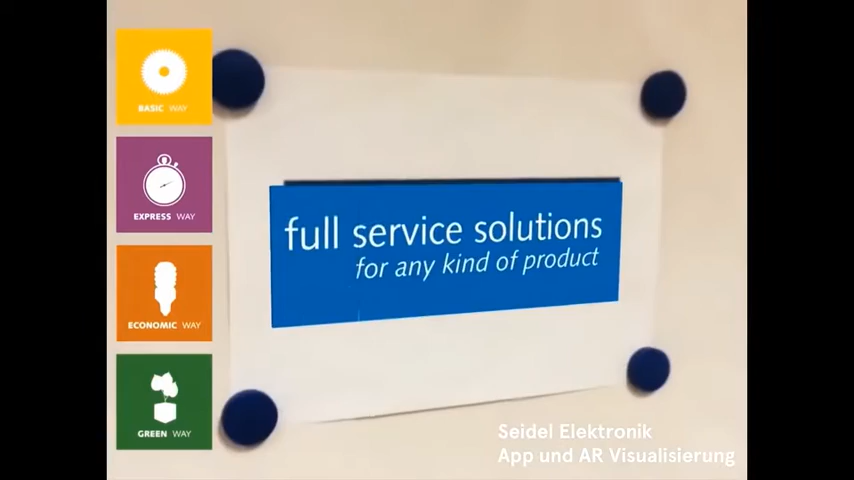 BASIC WAY
EXPRESS WAY
ECONOMIC WAY
GREEN WAY
full service solutions
for any kind of product
Seidel Elektronik
App und AR Visualisierung